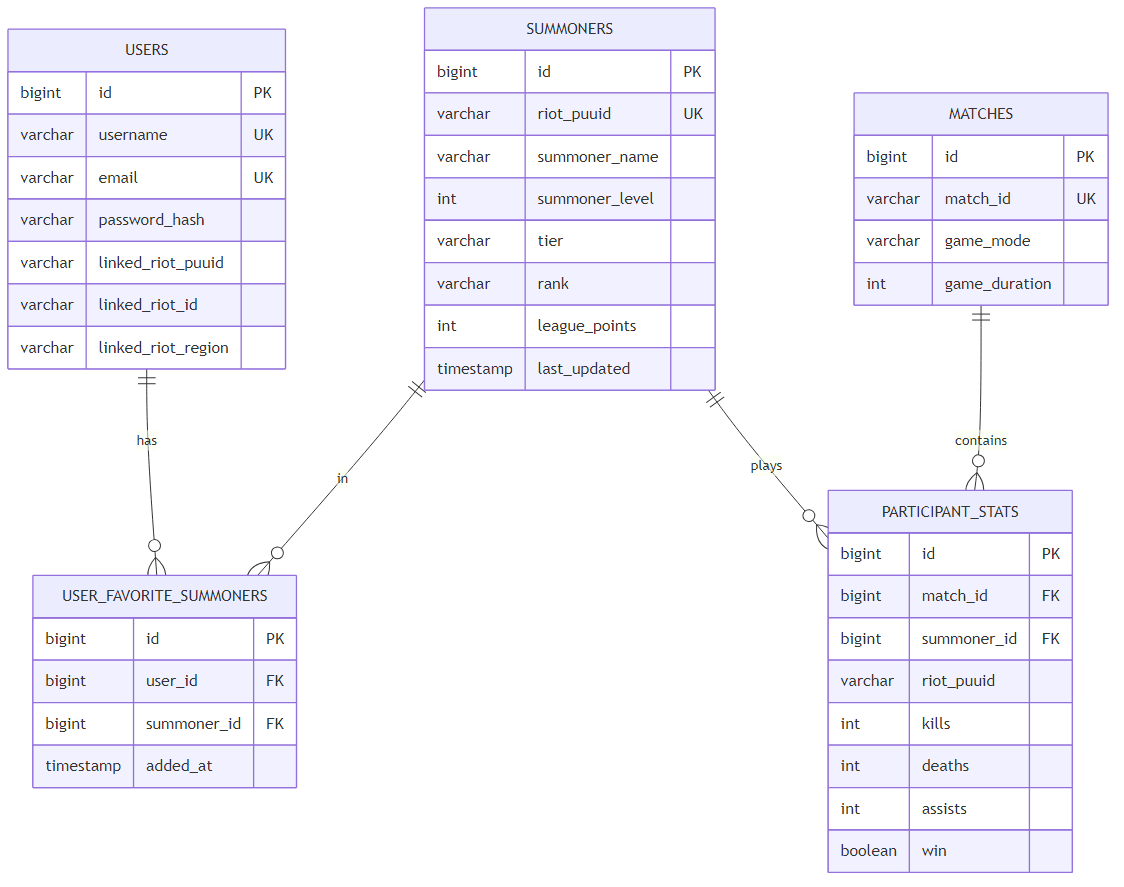 USERS
bigint id PK
varchar username UK
varchar email UK
varchar password_hash
varchar linked_riot_puuid
varchar linked_riot_id
varchar linked_riot_region
SUMMONERS
bigint id PK
varchar riot_puuid UK
varchar summoner_name
int summoner_level
varchar tier
varchar rank
int league_points
timestamp last_updated
MATCHES
bigint id PK
varchar match_id UK
varchar game_mode
int game_duration
has
in
plays
contains
USER_FAVORITE_SUMMONERS
bigint id PK
bigint user_id FK
bigint summoner_id FK
timestamp added_at
PARTICIPANT_STATS
bigint id PK
bigint match_id FK
bigint summoner_id FK
varchar riot_puuid
int kills
int deaths
int assists
boolean win